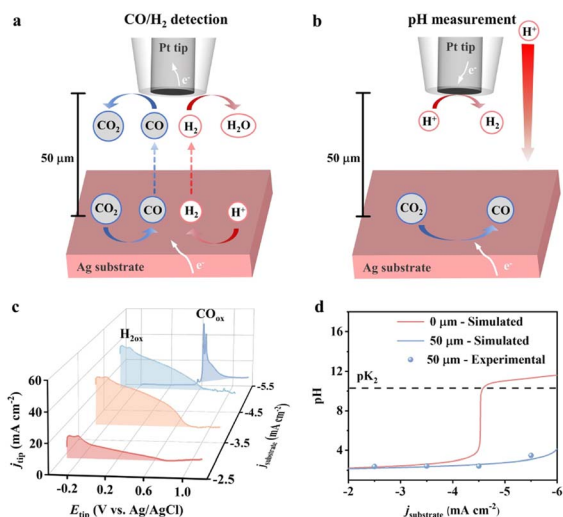 a
CO/H₂ detection
Pt tip
e⁻
CO₂
CO
H₂
H₂O
50 μm
CO₂
CO
H₂
H⁺
Ag substrate
e⁻
b
pH measurement
H⁺
Pt tip
e⁻
H⁺
H₂
50 μm
CO₂
CO
Ag substrate
e⁻
c
H₂ₒₓ
COₒₓ
60
40
20
0
j_tip (mA cm⁻²)
-0.2 0.2 0.6 1.0
E_tip (V vs. Ag/AgCl)
-5.5
-4.5
-3.5
-2.5
j_substrate (mA cm⁻²)
d
0 μm - Simulated
50 μm - Simulated
50 μm - Experimental
pK₂
16
12
8
4
pH
-2 -3 -4 -5 -6
j_substrate / mA cm⁻²